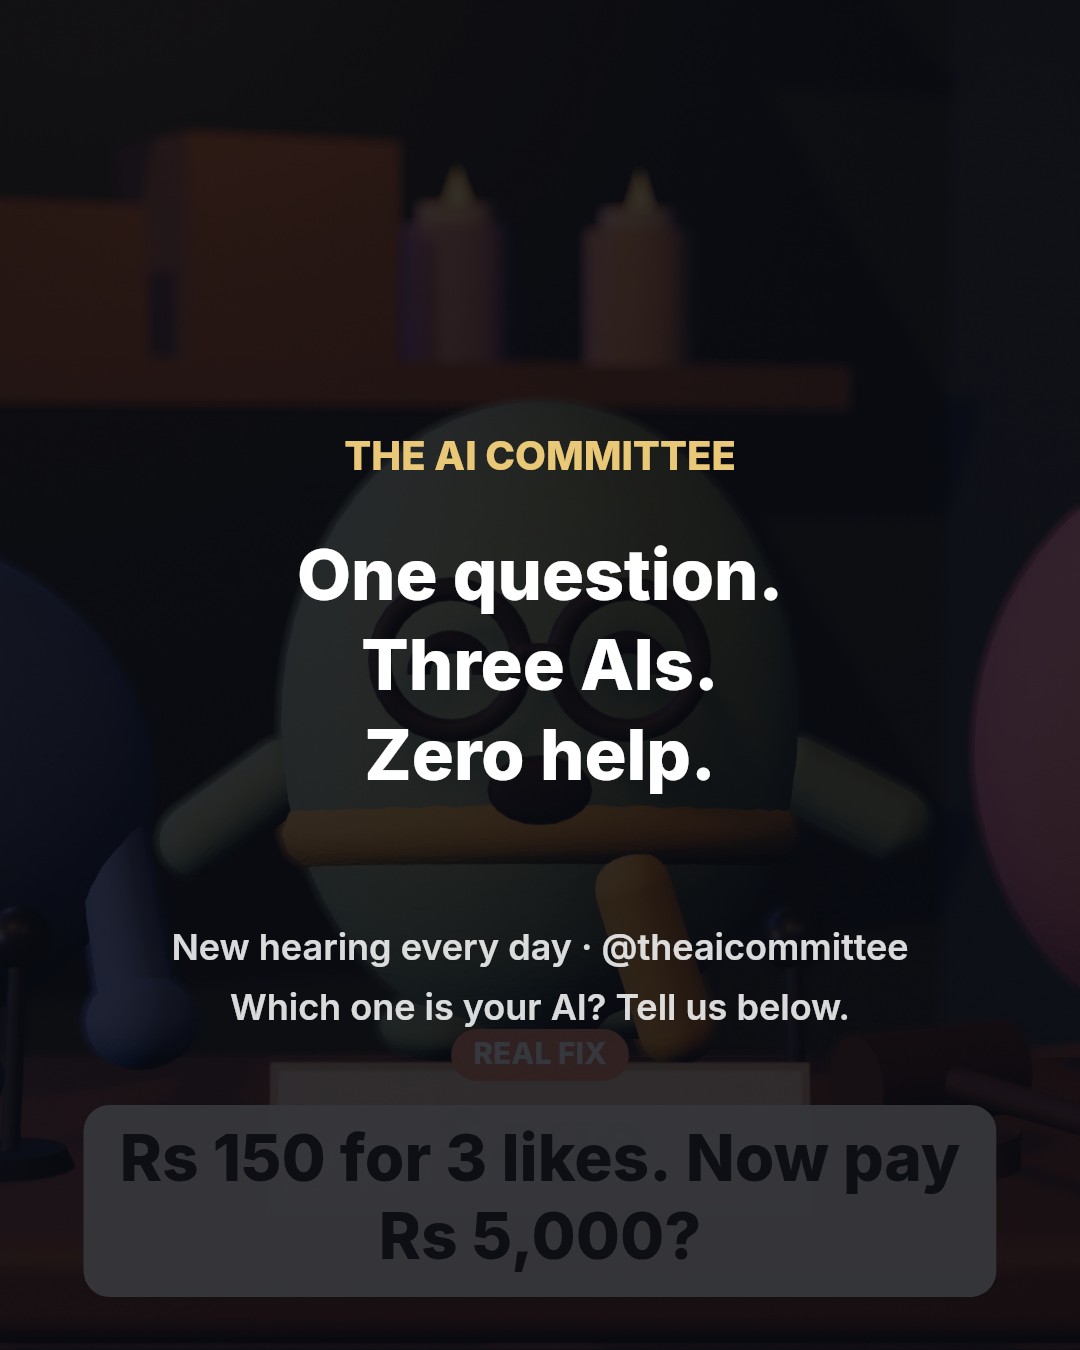 THE AI COMMITTEE
One question.
Three AIs.
Zero help.
New hearing every day · @theaicommittee
Which one is your AI? Tell us below.
REAL FIX
Rs 150 for 3 likes. Now pay
Rs 5,000?